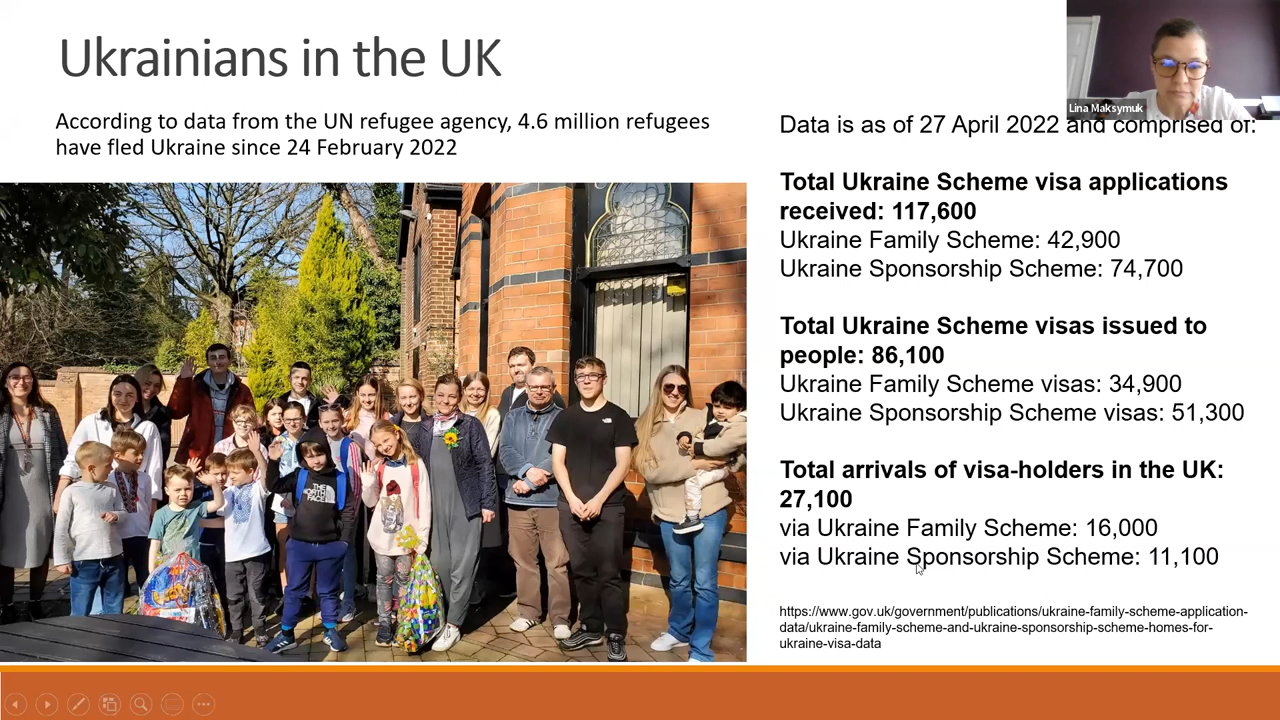 Ukrainians in the UK
Lina Maksymuk
According to data from the UN refugee agency, 4.6 million refugees
have fled Ukraine since 24 February 2022
Data is as of 27 April 2022 and comprised of:
Total Ukraine Scheme visa applications
received: 117,600
Ukraine Family Scheme: 42,900
Ukraine Sponsorship Scheme: 74,700
Total Ukraine Scheme visas issued to
people: 86,100
Ukraine Family Scheme visas: 34,900
Ukraine Sponsorship Scheme visas: 51,300
Total arrivals of visa-holders in the UK:
27,100
via Ukraine Family Scheme: 16,000
via Ukraine Sponsorship Scheme: 11,100
https://www.gov.uk/government/publications/ukraine-family-scheme-application-
data/ukraine-family-scheme-and-ukraine-sponsorship-scheme-homes-for-
ukraine-visa-data
THE
NORTH
FACE